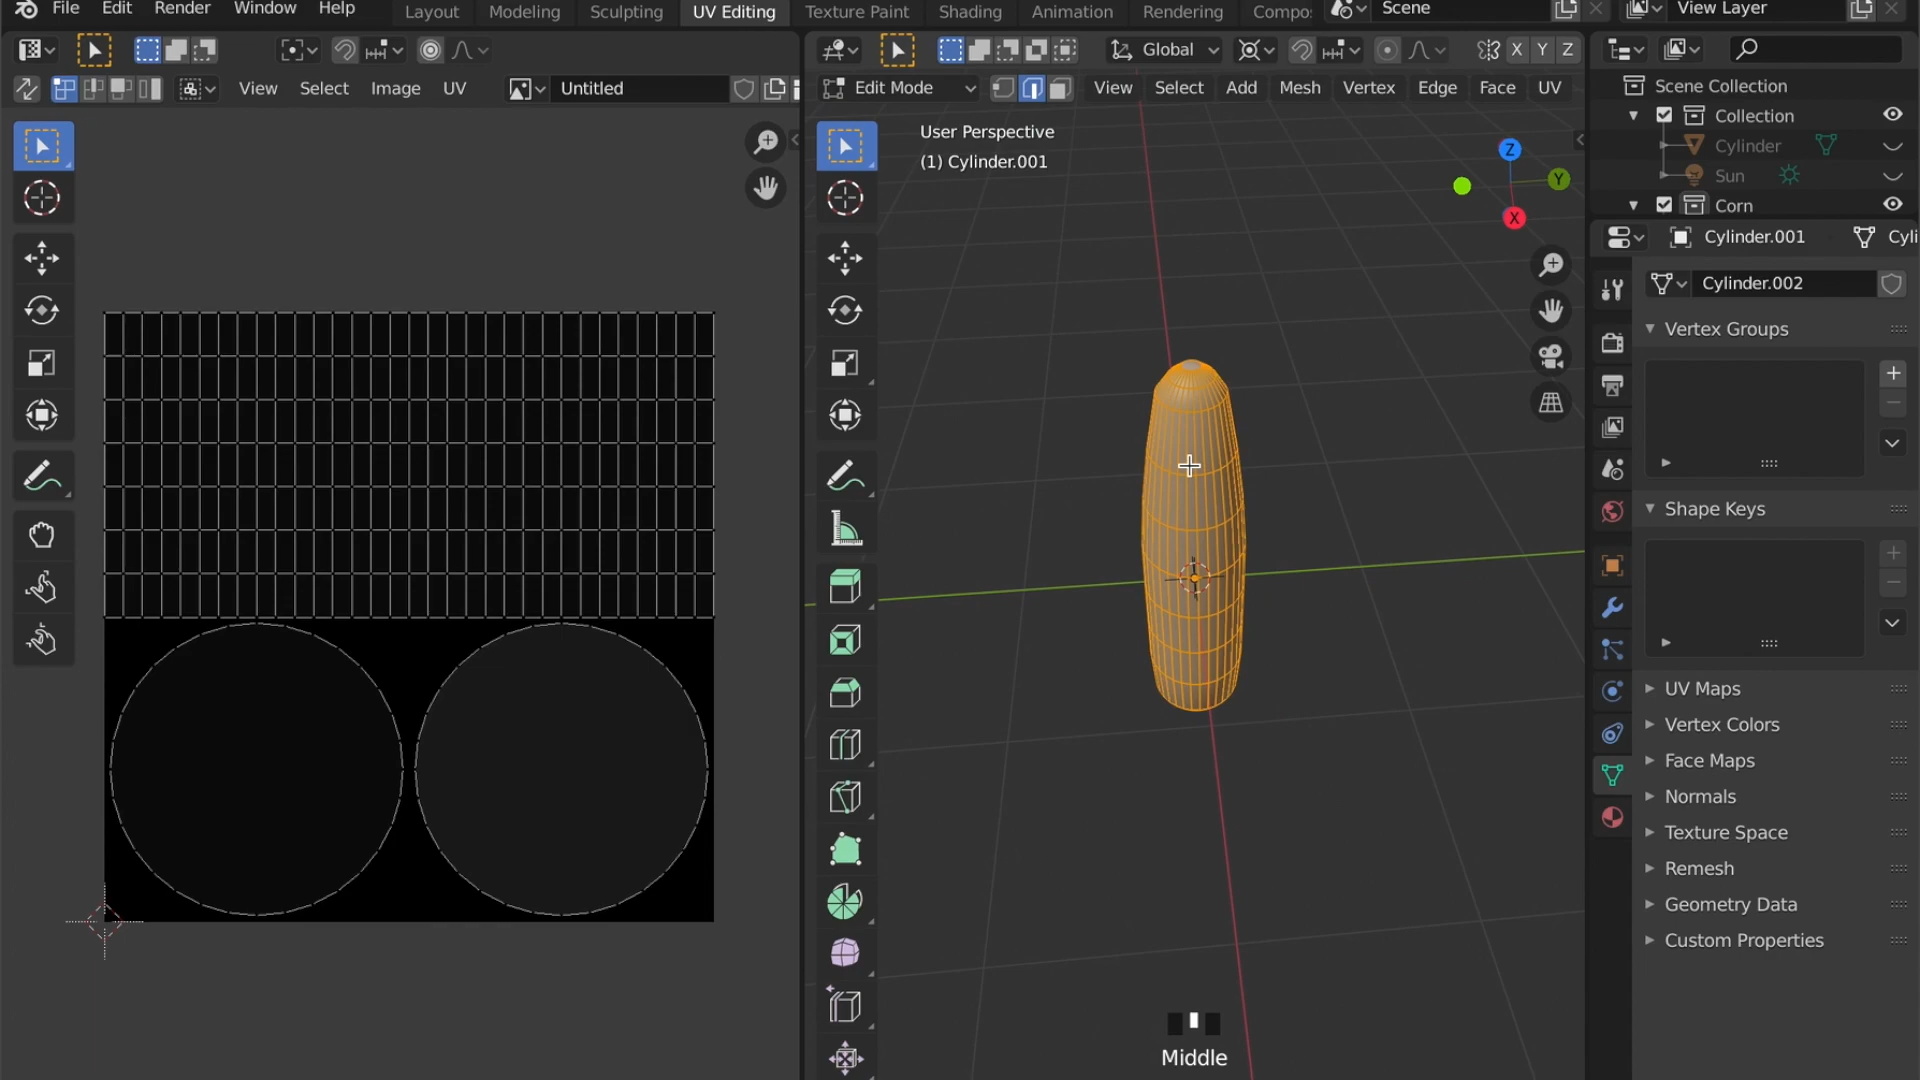 File Edit Render Window Help Layout Modeling Sculpting UV Editing Texture Paint Shading Animation Rendering Compo Scene View Layer
Global X Y Z
View Select Image UV Untitled Edit Mode View Select Add Mesh Vertex Edge Face UV
Scene Collection
Collection
Cylinder
Sun
Corn
User Perspective
(1) Cylinder.001
Z
Y
X
Cylinder.001 Cyli
Cylinder.002
Vertex Groups
Shape Keys
UV Maps
Vertex Colors
Face Maps
Normals
Texture Space
Remesh
Geometry Data
Custom Properties
Middle